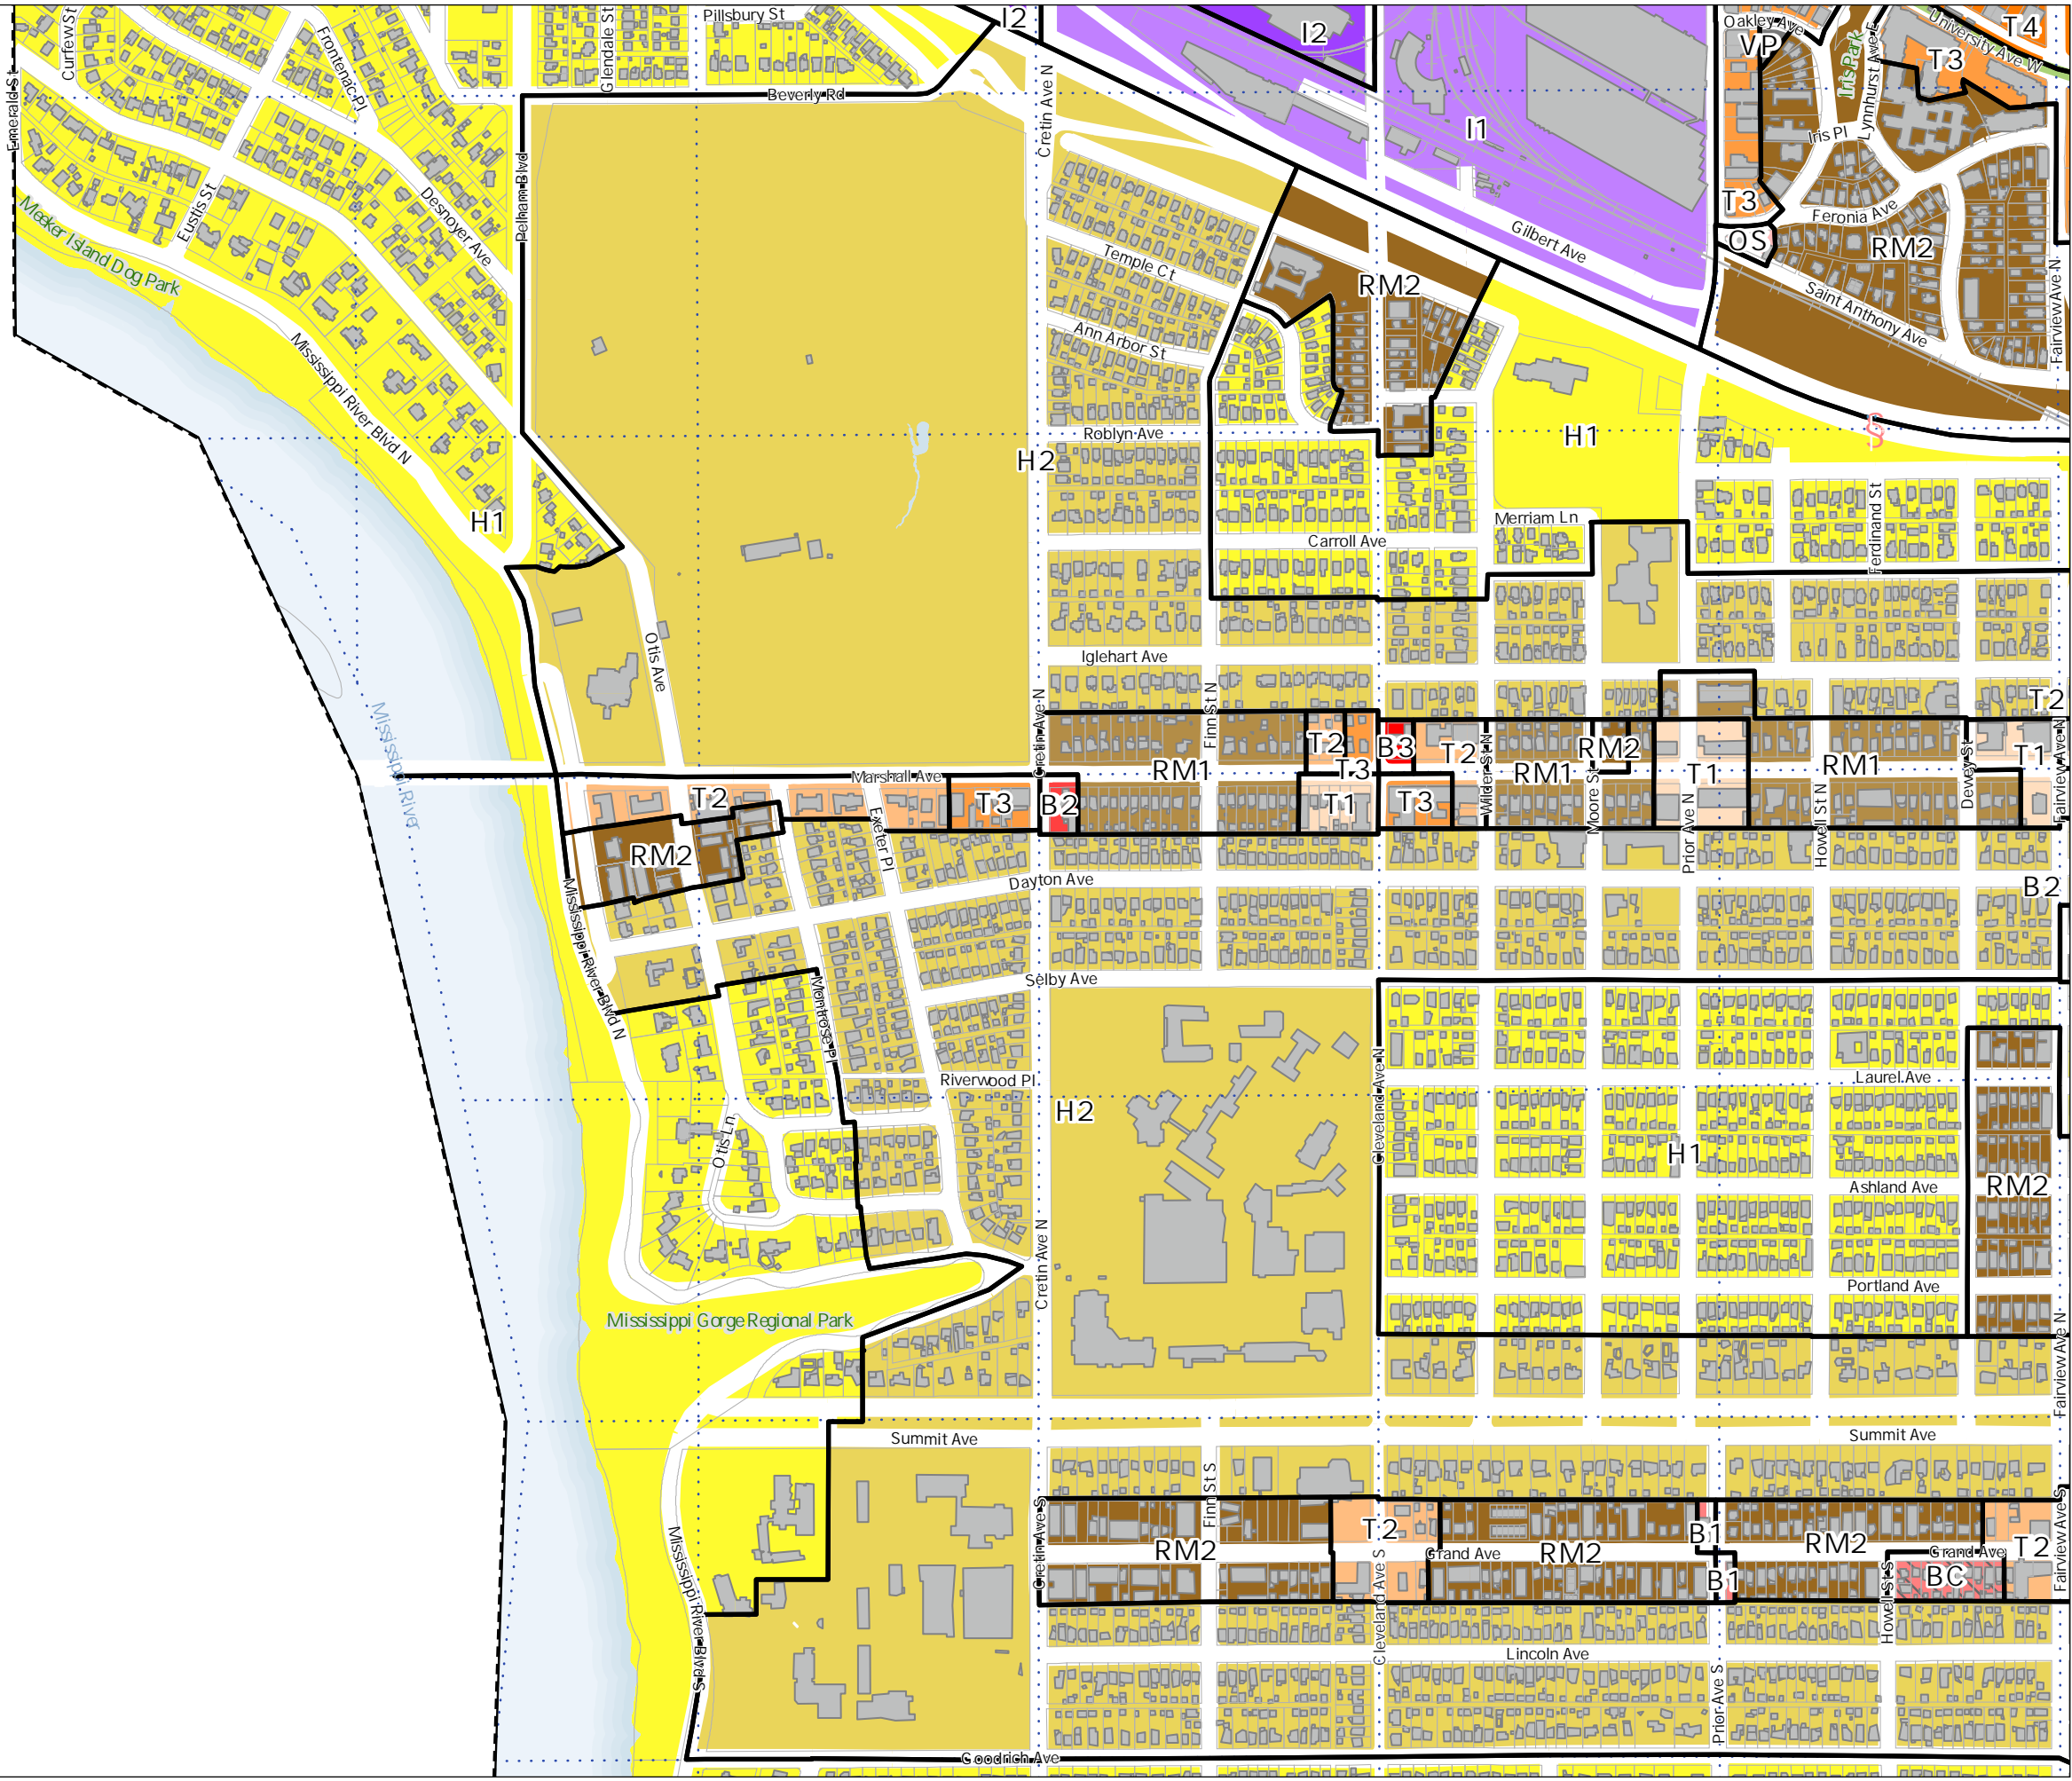 Curfew St
Frontenac Pl
Glendale St
Pillsbury St
I2
I2
Oakley Ave
VP
Iris Park
Lynnhurst Ave E
University Ave W
T4
T3
Emerald St
Beverly Rd
Cretin Ave N
I1
Iris Pl
Eustis St
Desnoyer Ave
Pelham Blvd
T3
Feronia Ave
OS
RM2
Meeker Island Dog Park
Temple Ct
Gilbert Ave
RM2
Saint Anthony Ave
Fairview Ave N
Ann Arbor St
Mississippi River Blvd N
Roblyn Ave
H2
H1
§
H1
Merriam Ln
Ferdinand St
Carroll Ave
Otis Ave
Iglehart Ave
Mississippi River
Cretin Ave N
Finn St N
T2
T2
B3
T2
Wilder St N
RM2
RM1
T3
RM1
Moore St
T1
RM1
Dewey St
T1
Fairview Ave N
Marshall Ave
T2
T3
B2
T1
T3
Prior Ave N
Howell St N
Exeter Pl
RM2
Dayton Ave
B2
Mississippi River Blvd N
Selby Ave
Montrose Pl
Cleveland Ave N
Riverwood Pl
Laurel Ave
H2
Otis Ln
H1
RM2
Ashland Ave
Cretin Ave N
Portland Ave
Mississippi Gorge Regional Park
Fairview Ave N
Summit Ave
Summit Ave
Cretin Ave S
Finn St S
T2
B1
RM2
RM2
Grand Ave
RM2
Grand Ave
T2
B1
BC
Fairview Ave S
Mississippi River Blvd S
Cleveland Ave S
Howell St S
Lincoln Ave
Prior Ave S
Goodrich Ave